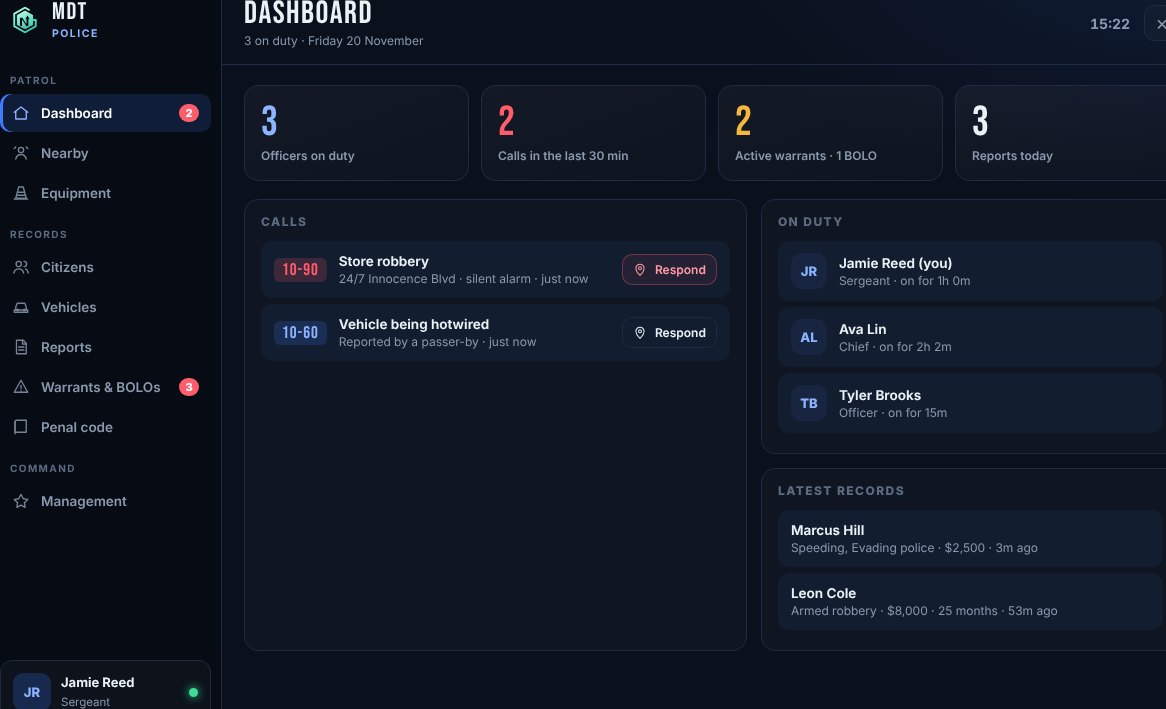 MDT
POLICE
PATROL
Dashboard 2
Nearby
Equipment
RECORDS
Citizens
Vehicles
Reports
Warrants & BOLOs 3
Penal code
COMMAND
Management
JR
Jamie Reed
Sergeant
DASHBOARD
3 on duty · Friday 20 November
15:22
3
Officers on duty
2
Calls in the last 30 min
2
Active warrants · 1 BOLO
3
Reports today
CALLS
10-90
Store robbery
24/7 Innocence Blvd · silent alarm · just now
Respond
10-60
Vehicle being hotwired
Reported by a passer-by · just now
Respond
ON DUTY
JR
Jamie Reed (you)
Sergeant · on for 1h 0m
AL
Ava Lin
Chief · on for 2h 2m
TB
Tyler Brooks
Officer · on for 15m
LATEST RECORDS
Marcus Hill
Speeding, Evading police · $2,500 · 3m ago
Leon Cole
Armed robbery · $8,000 · 25 months · 53m ago